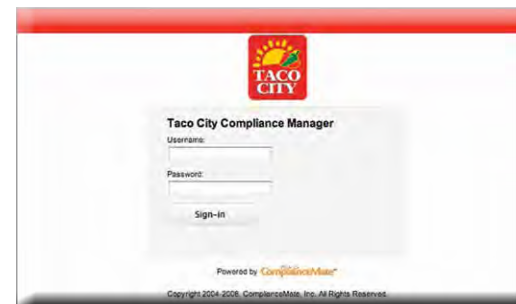 TACO
CITY
Taco City Compliance Manager
Username:
Password:
Sign-in
Powered by ComplianceMate
Copyright 2004-2008, ComplianceMate, Inc. All Rights Reserved.